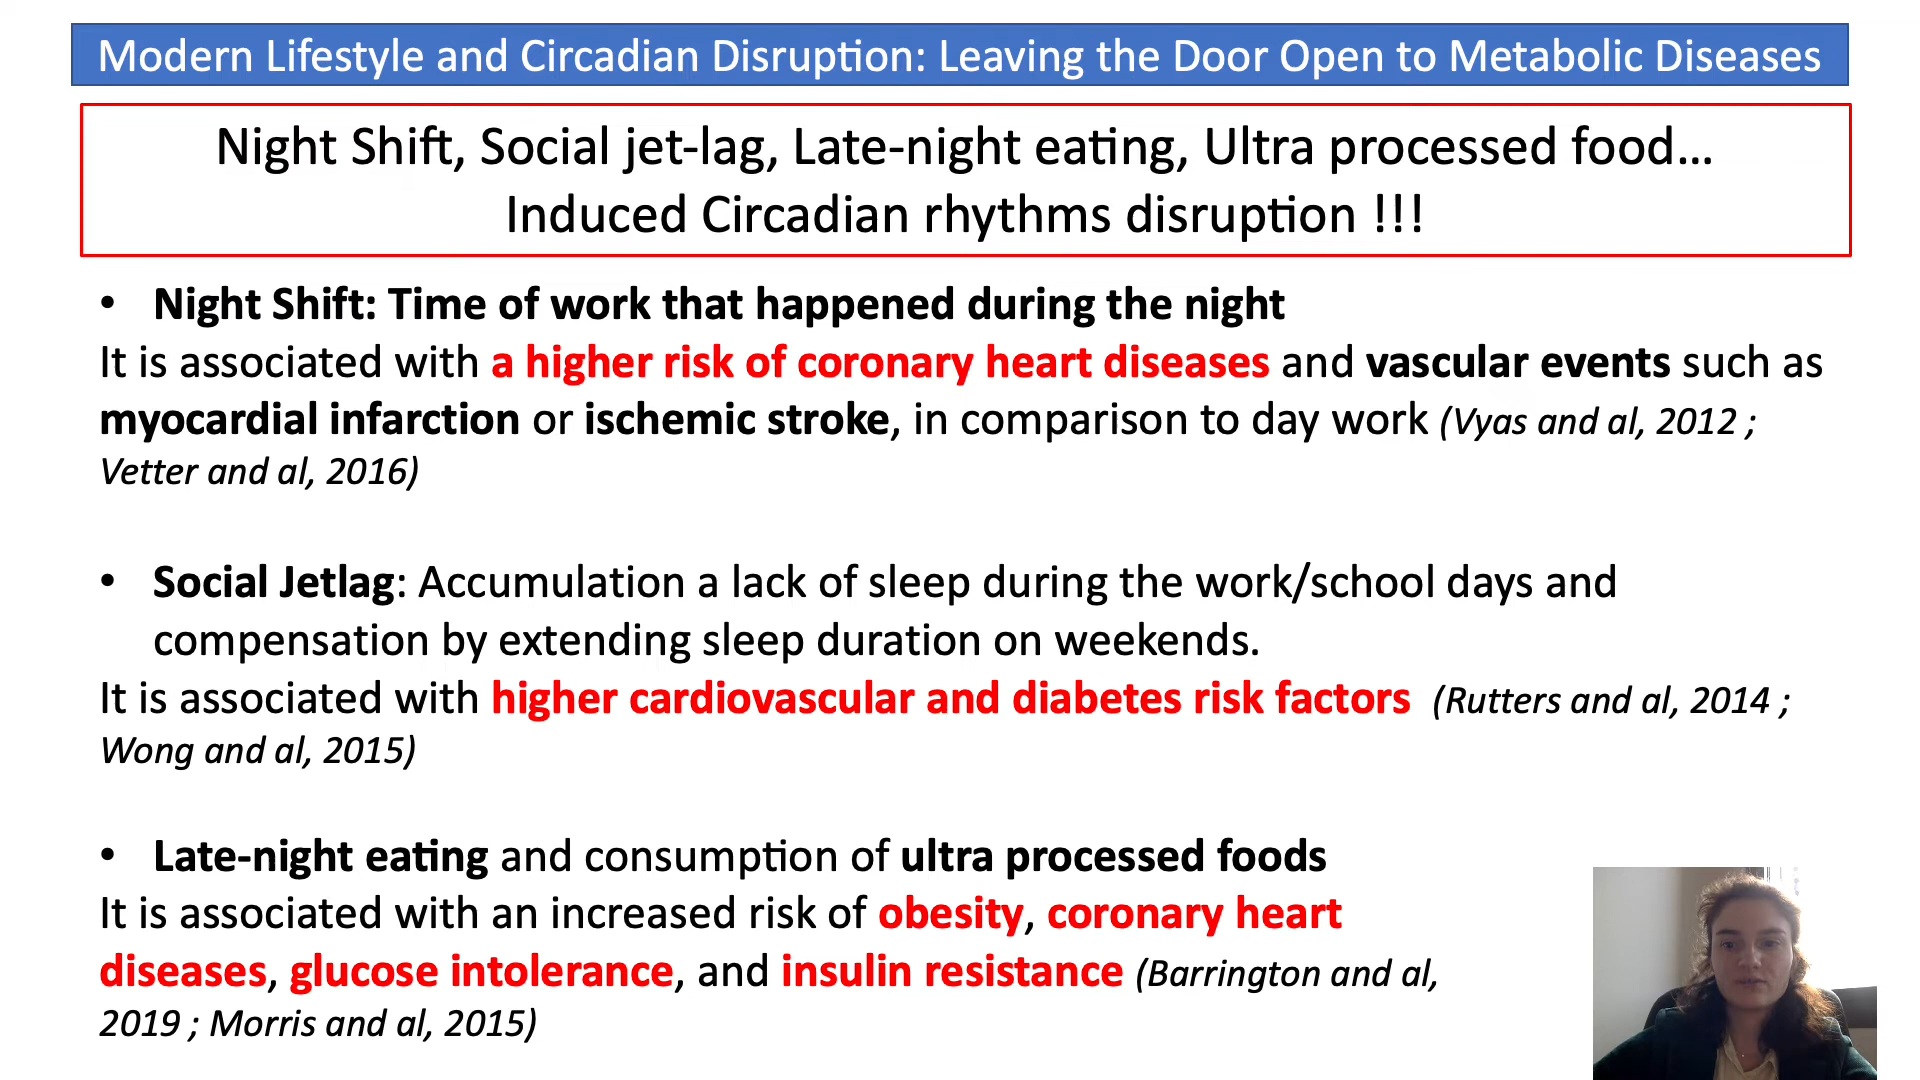 Modern Lifestyle and Circadian Disruption: Leaving the Door Open to Metabolic Diseases
Night Shift, Social jet-lag, Late-night eating, Ultra processed food...
Induced Circadian rhythms disruption !!!
• Night Shift: Time of work that happened during the night
It is associated with a higher risk of coronary heart diseases and vascular events such as
myocardial infarction or ischemic stroke, in comparison to day work (Vyas and al, 2012 ;
Vetter and al, 2016)
• Social Jetlag: Accumulation a lack of sleep during the work/school days and
compensation by extending sleep duration on weekends.
It is associated with higher cardiovascular and diabetes risk factors (Rutters and al, 2014 ;
Wong and al, 2015)
• Late-night eating and consumption of ultra processed foods
It is associated with an increased risk of obesity, coronary heart
diseases, glucose intolerance, and insulin resistance (Barrington and al,
2019 ; Morris and al, 2015)